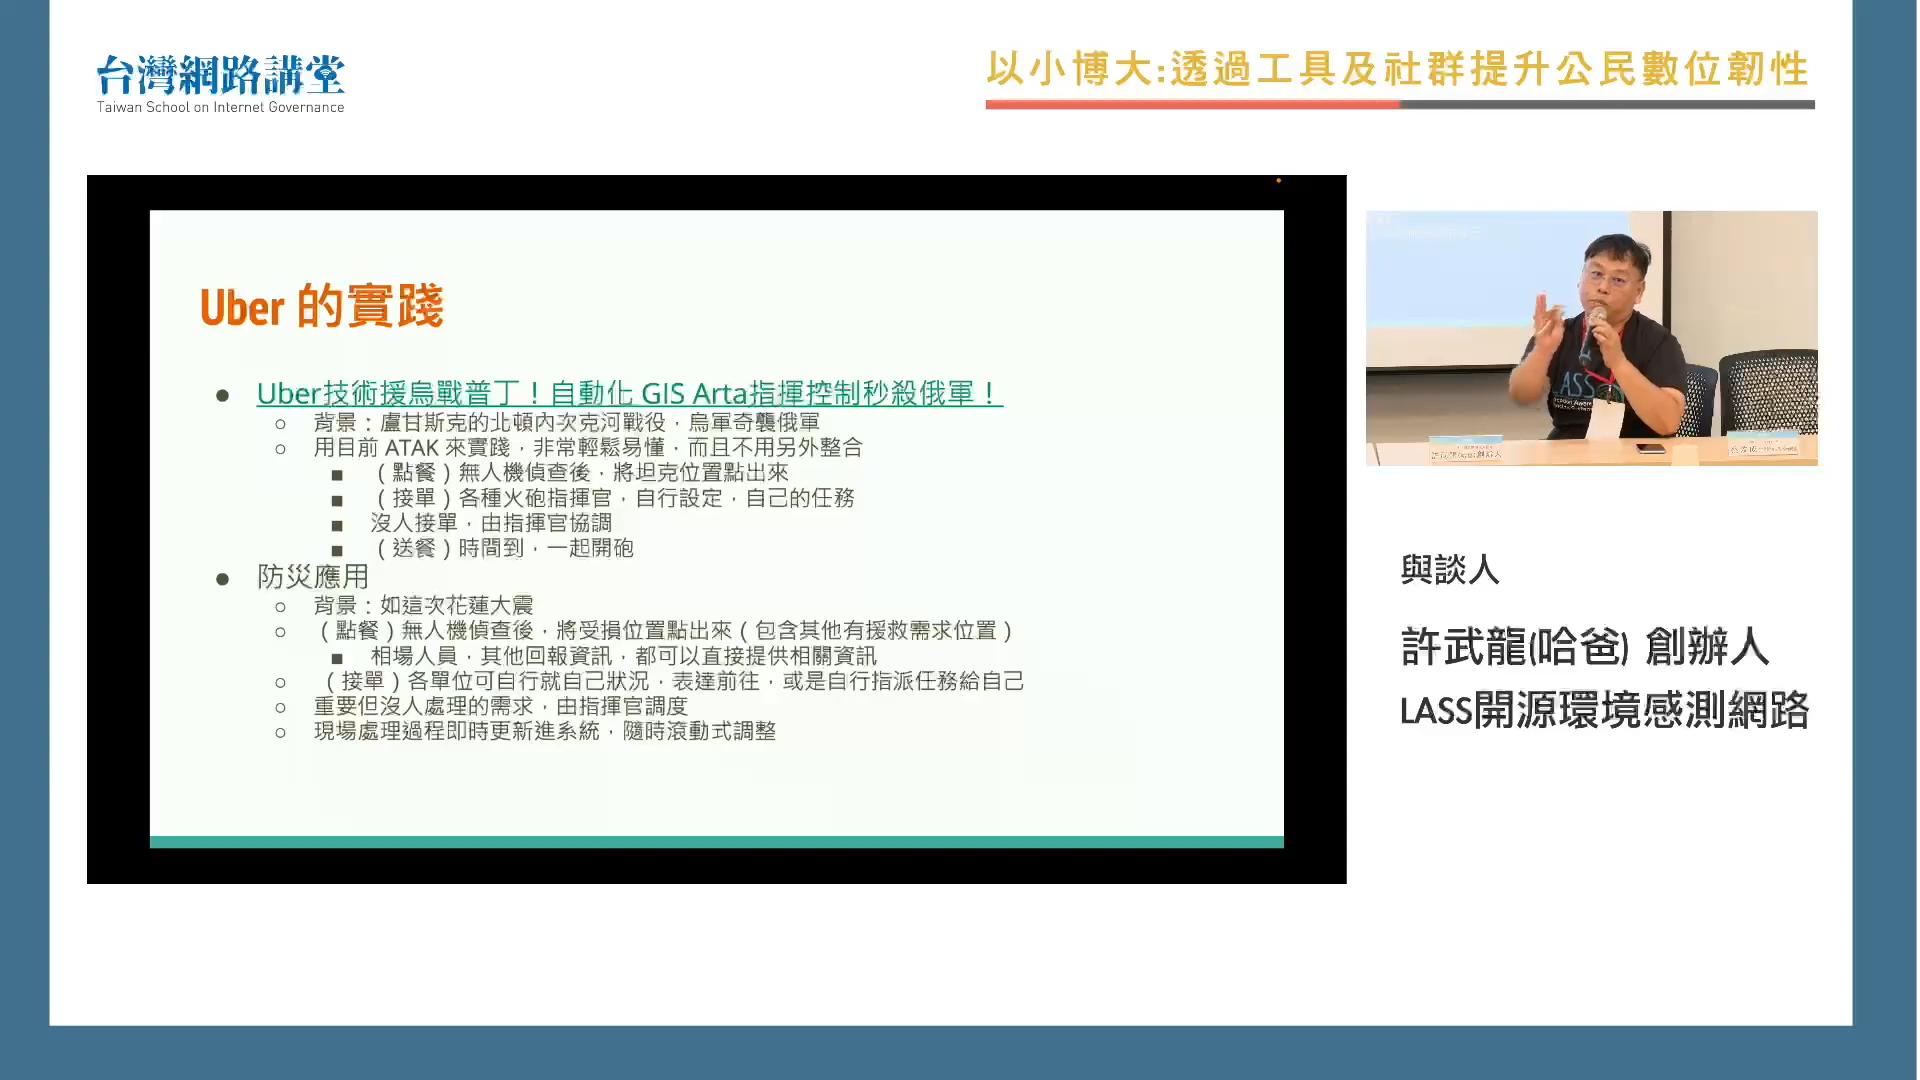 台灣網路講堂
Taiwan School on Internet Governance
以小博大:透過工具及社群提升公民數位韌性
Uber 的實踐
● Uber技術援烏戰普丁！自動化 GIS Arta指揮控制秒殺俄軍！
○ 背景：盧甘斯克的北頓內次克河戰役，烏軍奇襲俄軍
○ 用目前 ATAK 來實踐，非常輕鬆易懂，而且不用另外整合
■ （點餐）無人機偵查後，將坦克位置點出來
■ （接單）各種火砲指揮官，自行設定，自己的任務
■ 沒人接單，由指揮官協調
■ （送餐）時間到，一起開砲
● 防災應用
○ 背景：如這次花蓮大震
○ （點餐）無人機偵查後，將受損位置點出來（包含其他有援救需求位置）
■ 相場人員，其他回報資訊，都可以直接提供相關資訊
○ （接單）各單位可自行就自己狀況，表達前往，或是自行指派任務給自己
○ 重要但沒人處理的需求，由指揮官調度
○ 現場處理過程即時更新進系統，隨時滾動式調整
LASS
與談人
許武龍(哈爸) 創辦人
LASS開源環境感測網路